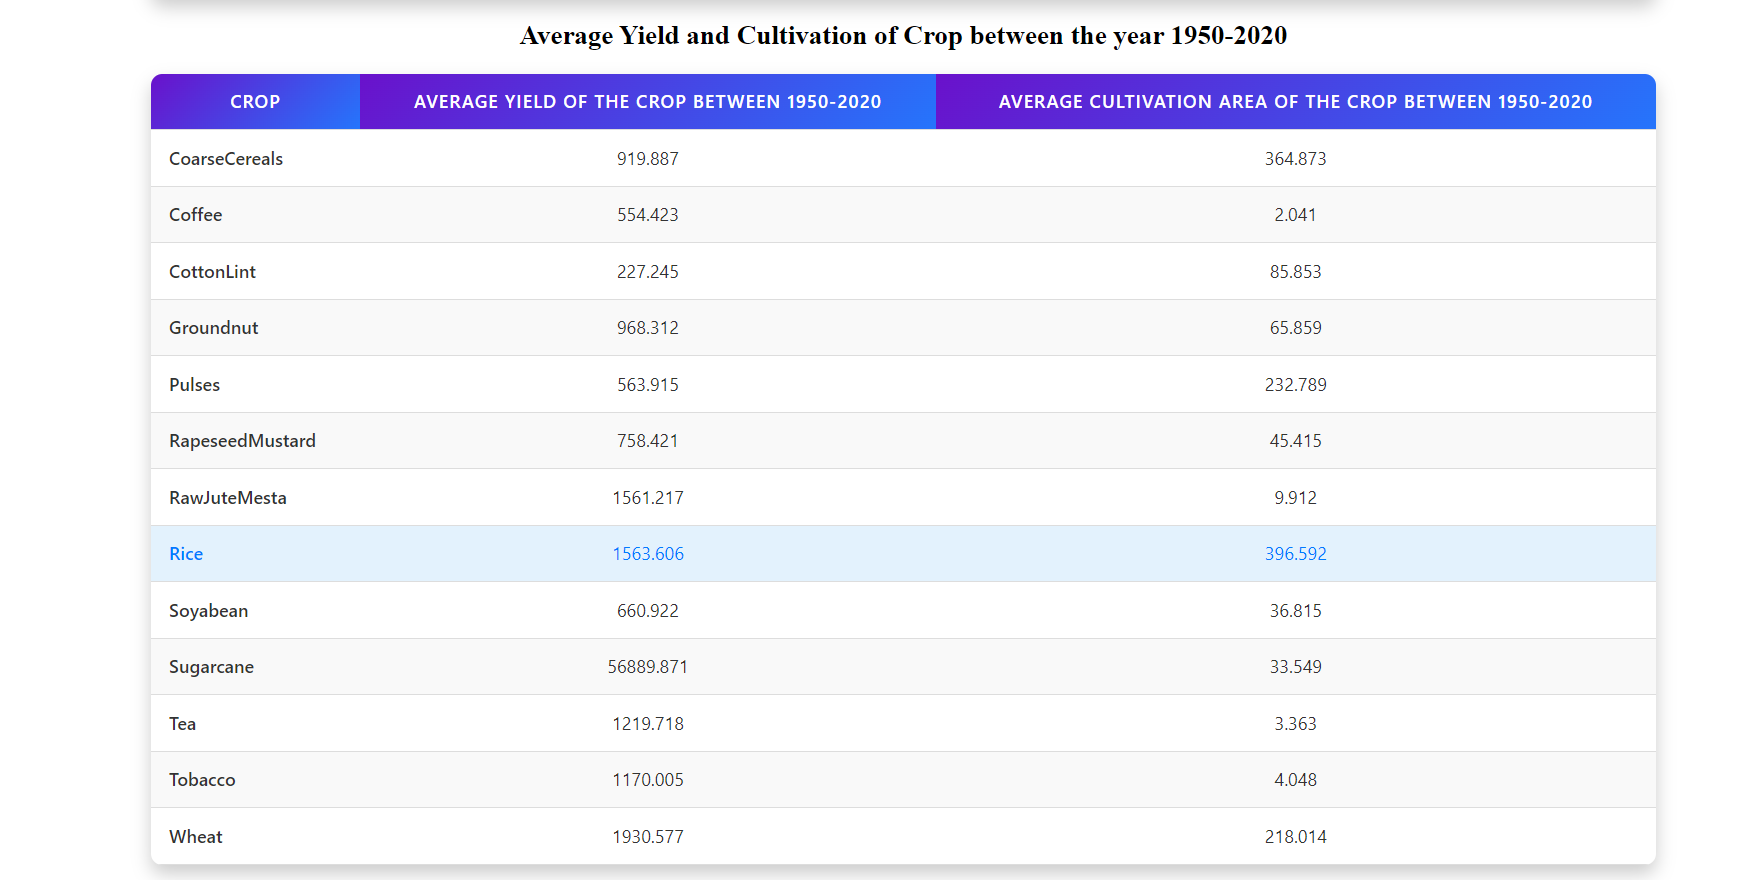 Average Yield and Cultivation of Crop between the year 1950-2020
CROP AVERAGE YIELD OF THE CROP BETWEEN 1950-2020 AVERAGE CULTIVATION AREA OF THE CROP BETWEEN 1950-2020
CoarseCereals 919.887 364.873
Coffee 554.423 2.041
CottonLint 227.245 85.853
Groundnut 968.312 65.859
Pulses 563.915 232.789
RapeseedMustard 758.421 45.415
RawJuteMesta 1561.217 9.912
Rice 1563.606 396.592
Soyabean 660.922 36.815
Sugarcane 56889.871 33.549
Tea 1219.718 3.363
Tobacco 1170.005 4.048
Wheat 1930.577 218.014